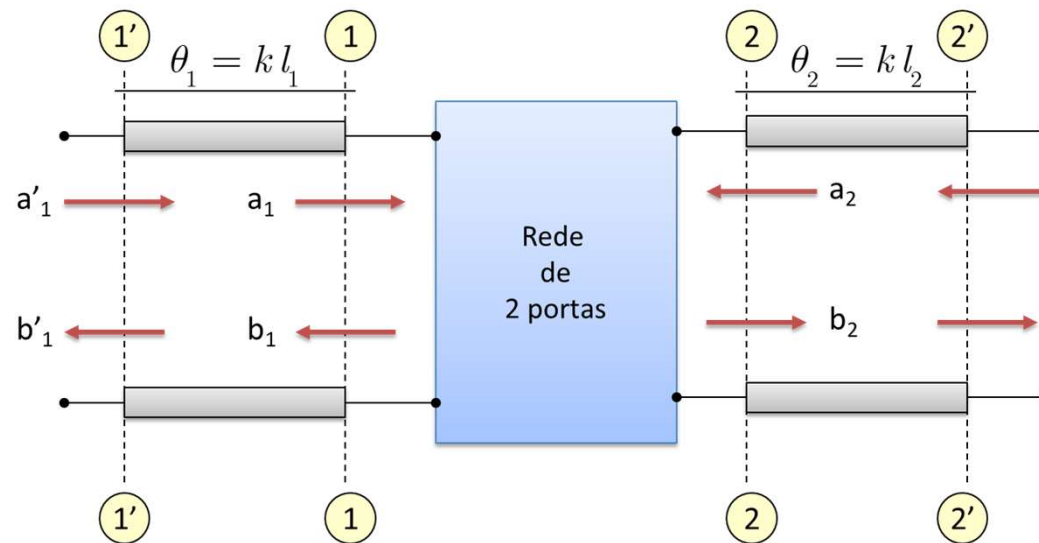 1’ 1 2 2’
θ₁ = k l₁ θ₂ = k l₂
a’₁ a₁ a₂
Rede
de
2 portas
b’₁ b₁ b₂
1’ 1 2 2’